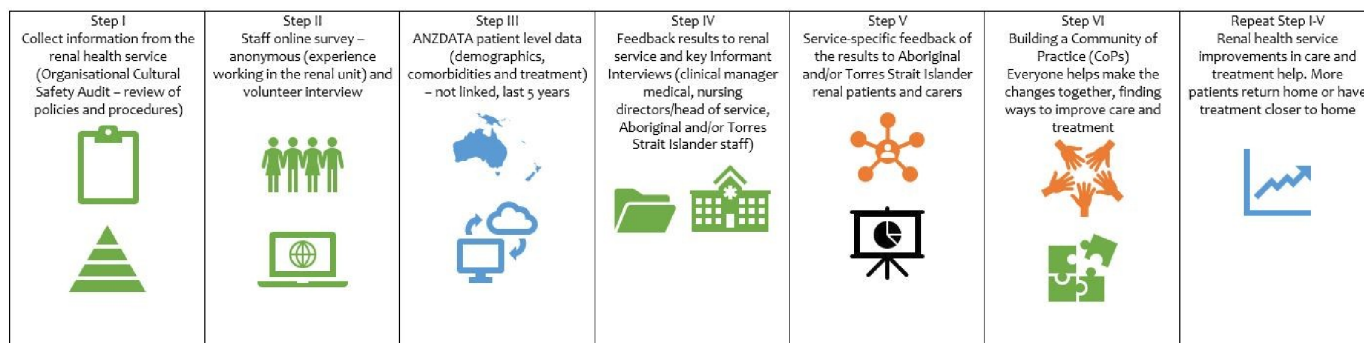 Step I
Collect information from the
renal health service
(Organisational Cultural
Safety Audit – review of
policies and procedures)
Step II
Staff online survey –
anonymous (experience
working in the renal unit) and
volunteer interview
Step III
ANZDATA patient level data
(demographics,
comorbidities and treatment)
– not linked, last 5 years
Step IV
Feedback results to renal
service and key Informant
Interviews (clinical manager
medical, nursing
directors/head of service,
Aboriginal and/or Torres
Strait Islander staff)
Step V
Service-specific feedback of
the results to Aboriginal
and/or Torres Strait Islander
renal patients and carers
Step VI
Building a Community of
Practice (CoPs)
Everyone helps make the
changes together, finding
ways to improve care and
treatment
Repeat Step I-V
Renal health service
improvements in care and
treatment help. More
patients return home or have
treatment closer to home